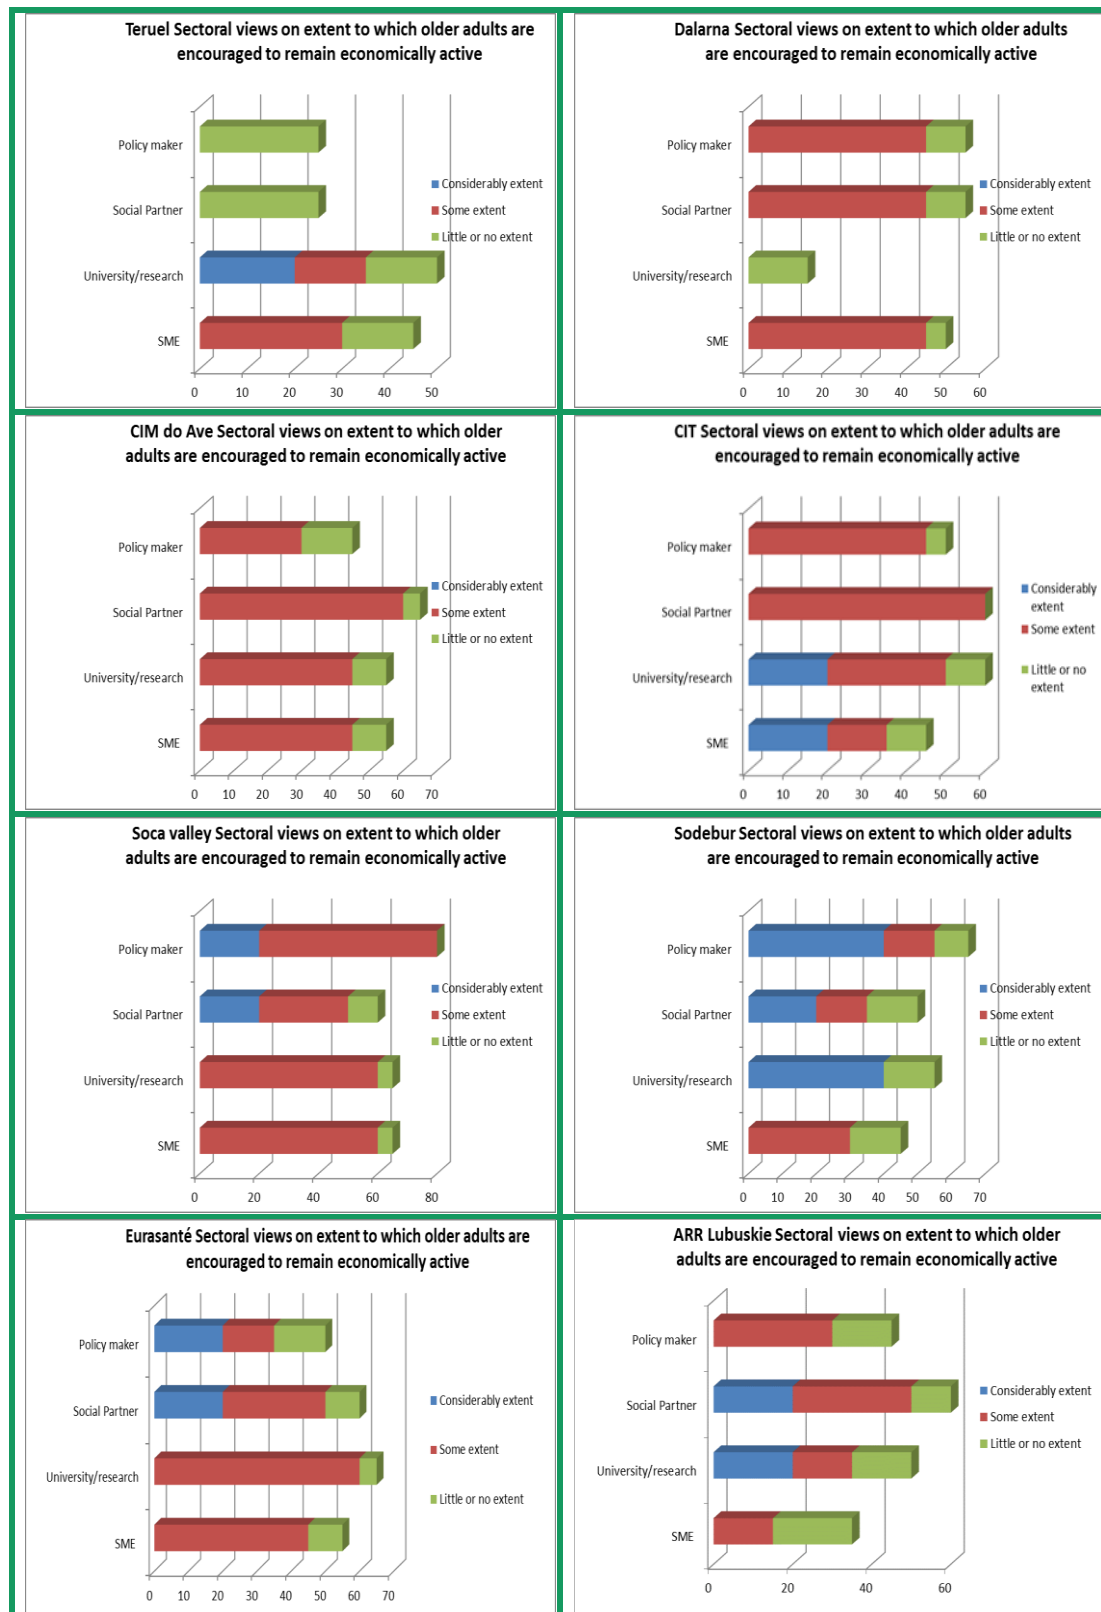 Teruel Sectoral views on extent to which older adults are
encouraged to remain economically active
Policy maker
Social Partner
University/research
SME
Considerably extent
Some extent
Little or no extent
0 10 20 30 40 50
Dalarna Sectoral views on extent to which older adults
are encouraged to remain economically active
Policy maker
Social Partner
University/research
SME
Considerably extent
Some extent
Little or no extent
0 10 20 30 40 50 60
CIM do Ave Sectoral views on extent to which older
adults are encouraged to remain economically active
Policy maker
Social Partner
University/research
SME
Considerably extent
Some extent
Little or no extent
0 10 20 30 40 50 60 70
CIT Sectoral views on extent to which older adults are
encouraged to remain economically active
Policy maker
Social Partner
University/research
SME
Considerably
extent
Some extent
Little or no
extent
0 10 20 30 40 50 60
Soca valley Sectoral views on extent to which older
adults are encouraged to remain economically active
Policy maker
Social Partner
University/research
SME
Considerably extent
Some extent
Little or no extent
0 20 40 60 80
Sodebur Sectoral views on extent to which older adults
are encouraged to remain economically active
Policy maker
Social Partner
University/research
SME
Considerably extent
Some extent
Little or no extent
0 10 20 30 40 50 60 70
Eurasanté Sectoral views on extent to which older adults are
encouraged to remain economically active
Policy maker
Social Partner
University/research
SME
Considerably extent
Some extent
Little or no extent
0 10 20 30 40 50 60 70
ARR Lubuskie Sectoral views on extent to which older
adults are encouraged to remain economically active
Policy maker
Social Partner
University/research
SME
Considerably extent
Some extent
Little or no extent
0 20 40 60